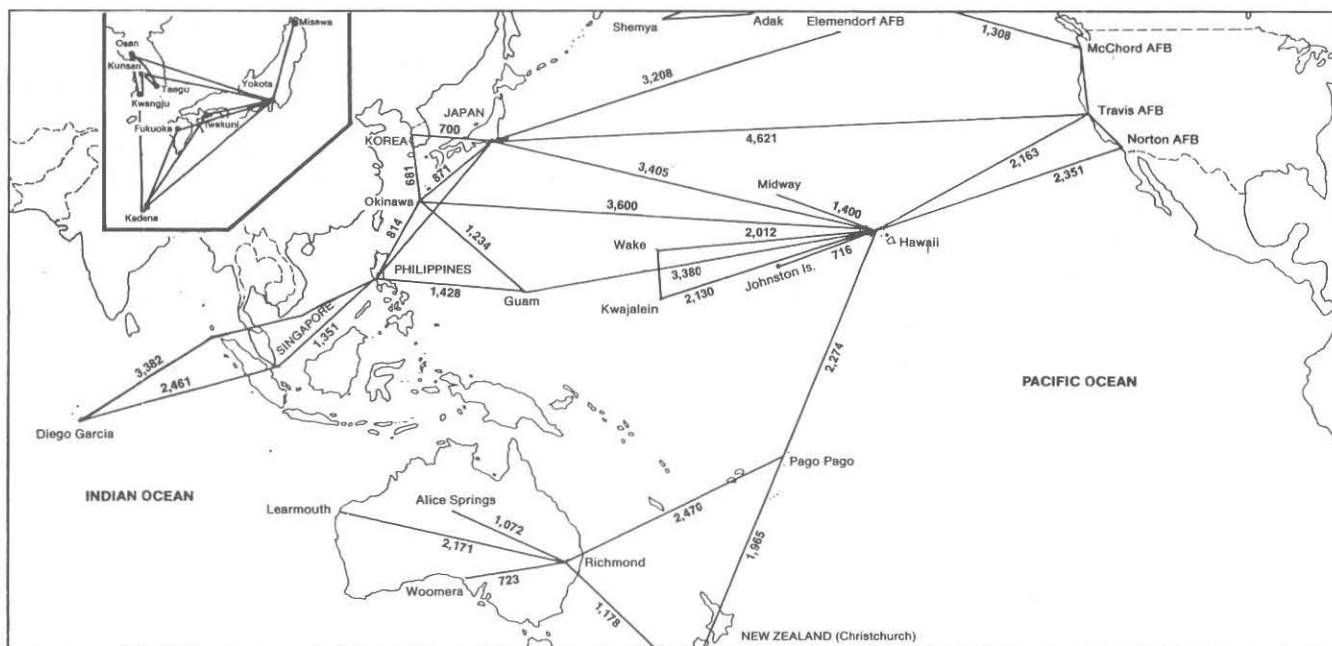 Misawa
Osan
Kunsan
Taegu
Kwangju
Yokota
Fukuoka
Iwakuni
Kadena
Shemya
Adak
Elemendorf AFB
1,308
McChord AFB
3,208
JAPAN
700
KOREA
Travis AFB
4,621
Norton AFB
681
871
3,405
2,163
2,351
Midway
1,400
Okinawa
3,600
814
1,234
Wake
2,012
Hawaii
716
Johnston Is.
PHILIPPINES
3,380
1,428
Guam
Kwajalein
2,130
SINGAPORE
1,351
3,382
2,461
2,274
PACIFIC OCEAN
Diego Garcia
Pago Pago
INDIAN OCEAN
Learmouth
Alice Springs
1,072
2,470
2,171
1,965
Richmond
Woomera
723
1,178
NEW ZEALAND (Christchurch)